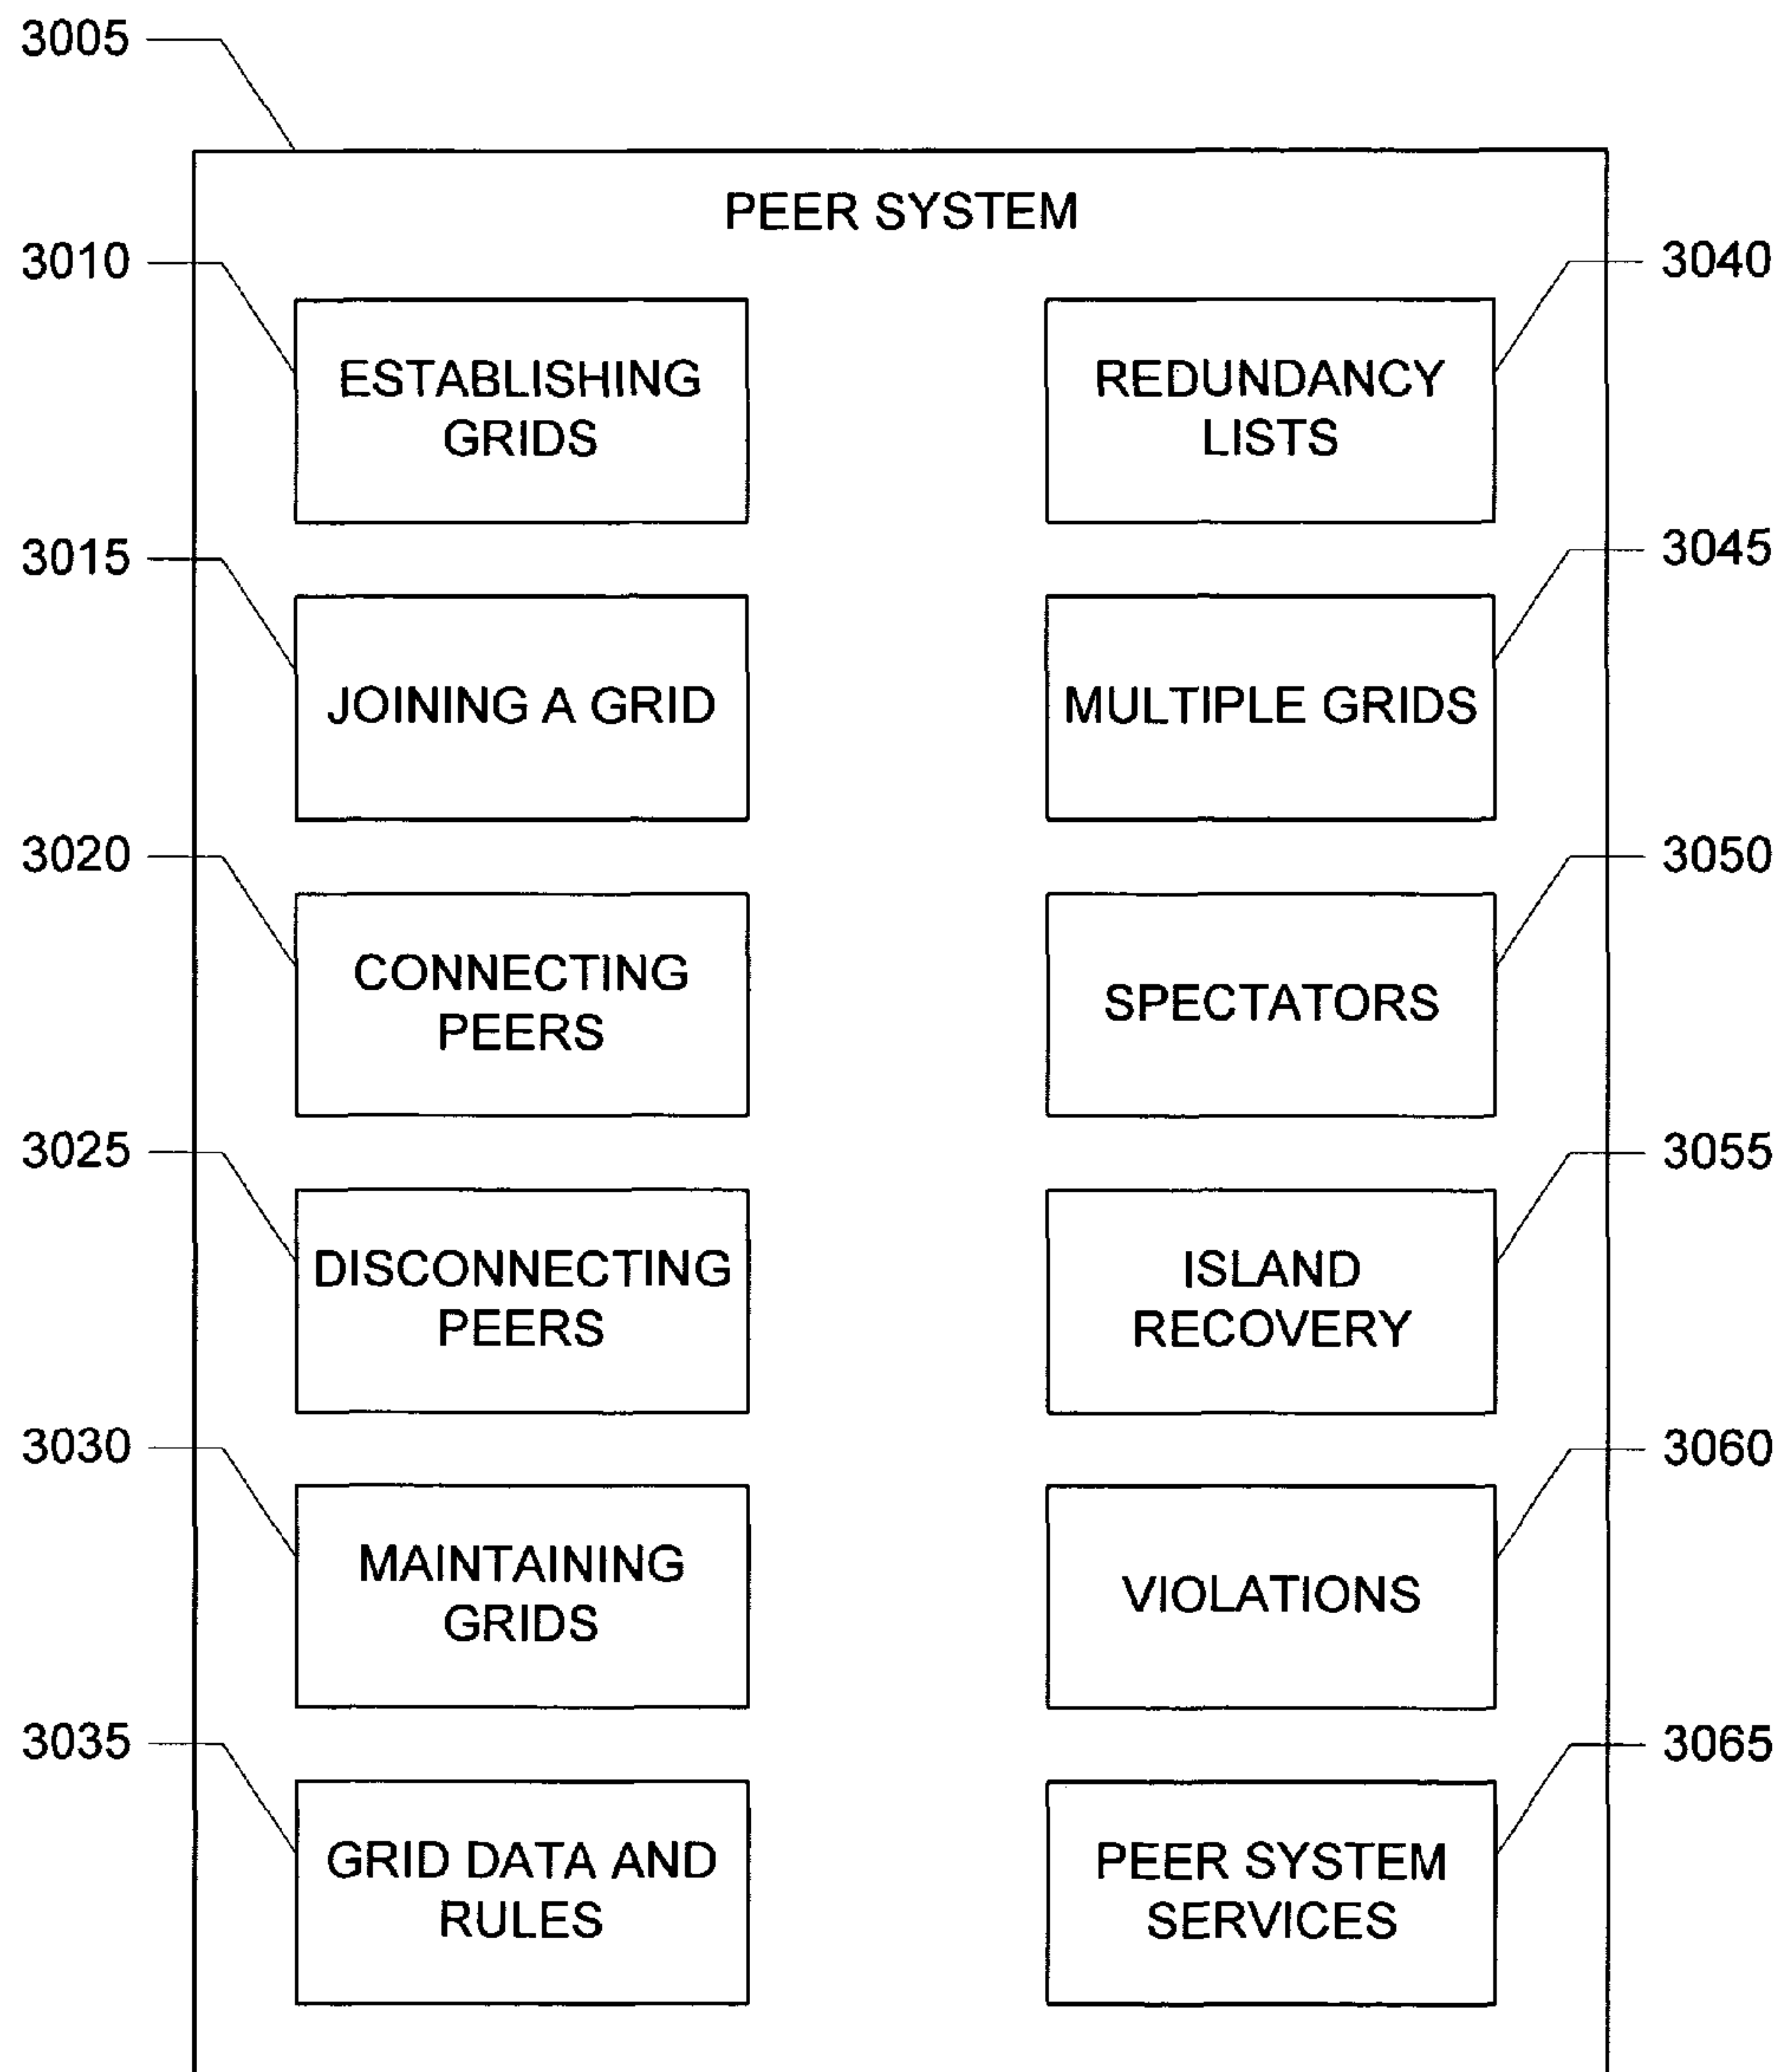 3005
PEER SYSTEM
3010
ESTABLISHING
GRIDS
3015
JOINING A GRID
3020
CONNECTING
PEERS
3025
DISCONNECTING
PEERS
3030
MAINTAINING
GRIDS
3035
GRID DATA AND
RULES
3040
REDUNDANCY
LISTS
3045
MULTIPLE GRIDS
3050
SPECTATORS
3055
ISLAND
RECOVERY
3060
VIOLATIONS
3065
PEER SYSTEM
SERVICES